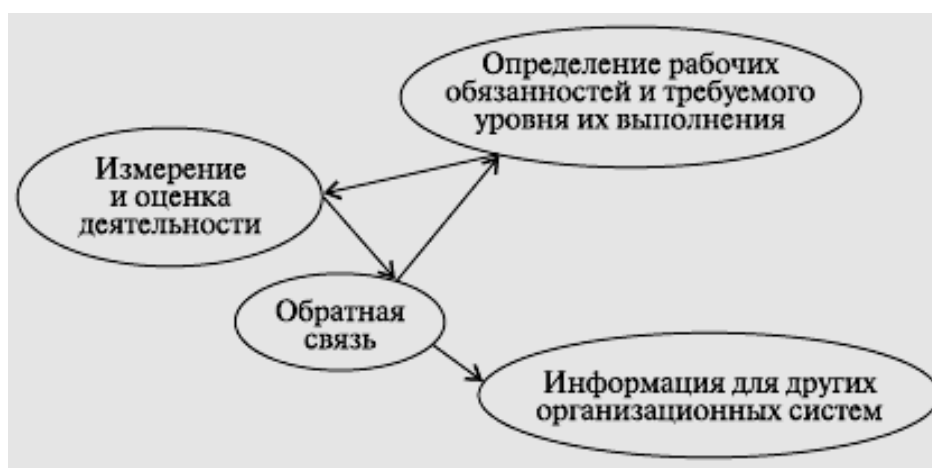 Определение рабочих
обязанностей и требуемого
уровня их выполнения
Измерение
и оценка
деятельности
Обратная
связь
Информация для других
организационных систем